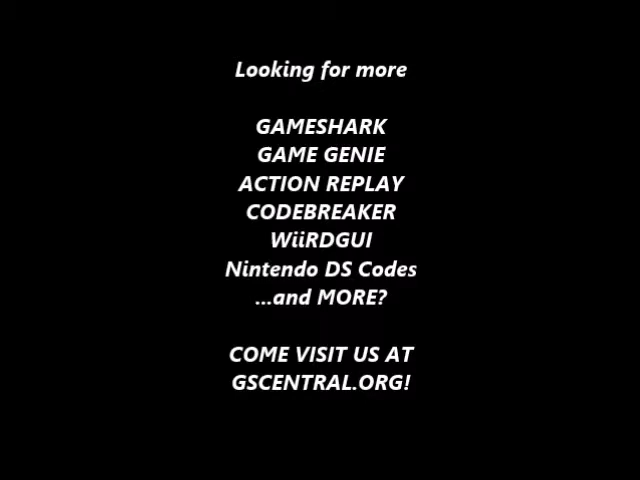 Looking for more
GAMESHARK
GAME GENIE
ACTION REPLAY
CODEBREAKER
WiiRDGUI
Nintendo DS Codes
...and MORE?
COME VISIT US AT
GSCENTRAL.ORG!